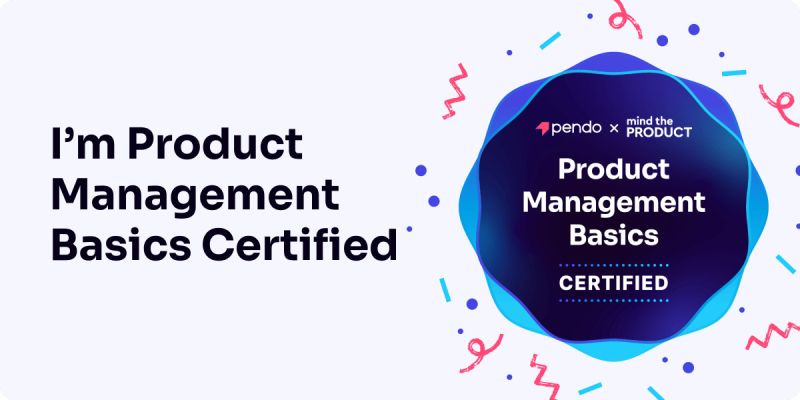 I’m Product
Management
Basics Certified
pendo × mind the PRODUCT
Product
Management
Basics
CERTIFIED